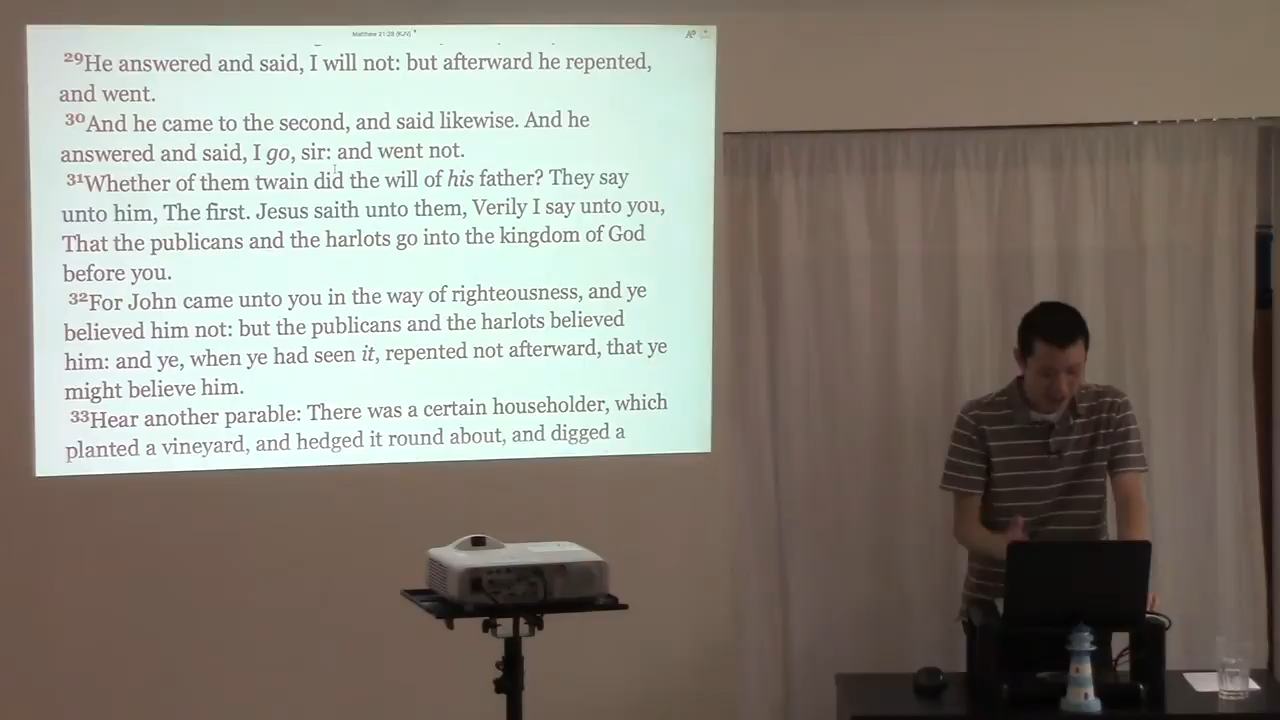 Matthew 21:28 (KJV)
29He answered and said, I will not: but afterward he repented,
and went.
30And he came to the second, and said likewise. And he
answered and said, I go, sir: and went not.
31Whether of them twain did the will of his father? They say
unto him, The first. Jesus saith unto them, Verily I say unto you,
That the publicans and the harlots go into the kingdom of God
before you.
32For John came unto you in the way of righteousness, and ye
believed him not: but the publicans and the harlots believed
him: and ye, when ye had seen it, repented not afterward, that ye
might believe him.
33Hear another parable: There was a certain householder, which
planted a vineyard, and hedged it round about, and digged a